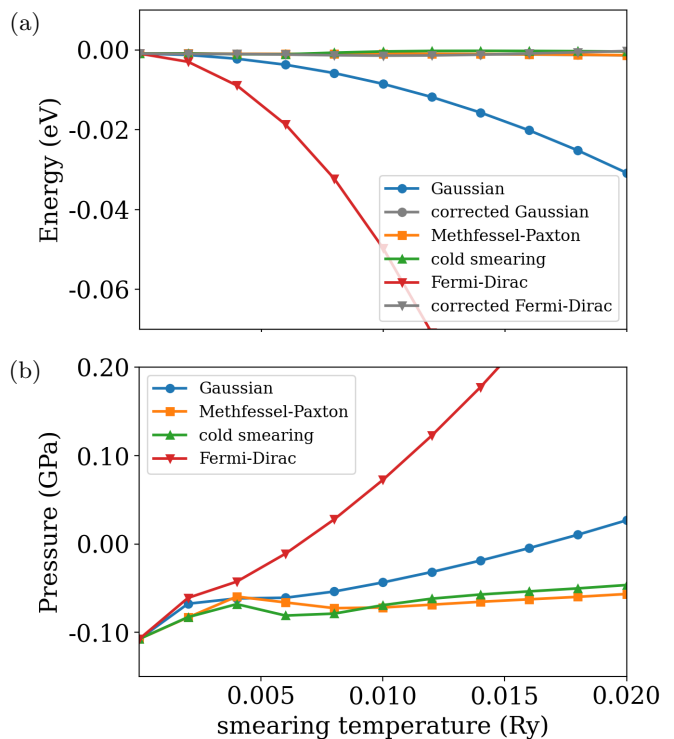 (a)
0.00
-0.02
-0.04
-0.06
Energy (eV)
Gaussian
corrected Gaussian
Methfessel-Paxton
cold smearing
Fermi-Dirac
corrected Fermi-Dirac
(b)
0.20
0.10
0.00
-0.10
Pressure (GPa)
Gaussian
Methfessel-Paxton
cold smearing
Fermi-Dirac
0.005 0.010 0.015 0.020
smearing temperature (Ry)